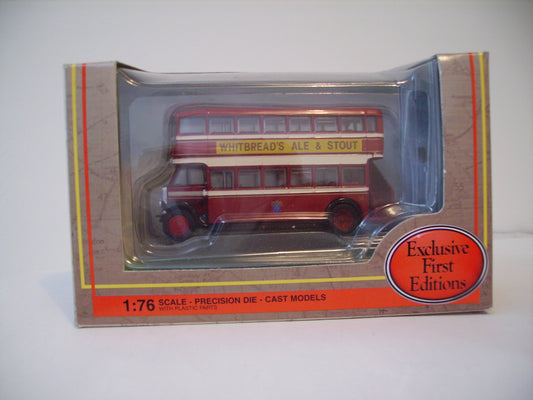 WHITBREAD'S ALE & STOUT
Exclusive
First
Editions
1:76 SCALE - PRECISION DIE - CAST MODELS
WITH PLASTIC PARTS